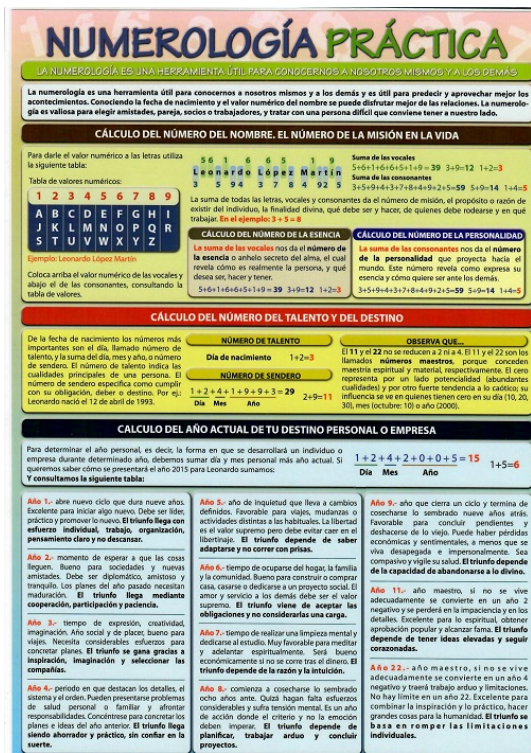 NUMEROLOGÍA PRÁCTICA
LA NUMEROLOGÍA ES UNA HERRAMIENTA ÚTIL PARA CONOCERNOS A NOSOTROS MISMOS Y A LOS DEMÁS
La numerología es una herramienta útil para conocernos a nosotros mismos y a los demás y es útil para predecir y aprovechar mejor los
acontecimientos. Conociendo la fecha de nacimiento y el valor numérico del nombre se puede disfrutar mejor de las relaciones. La numerolo-
gía es valiosa para elegir amistades, pareja, socios o trabajadores, y tratar con una persona difícil que conviene tener a nuestro lado.
CÁLCULO DEL NÚMERO DEL NOMBRE. EL NÚMERO DE LA MISIÓN EN LA VIDA
Para darle el valor numérico a las letras utiliza
la siguiente tabla:
Tabla de valores numéricos:
1 2 3 4 5 6 7 8 9
A B C D E F G H I
J K L M N O P Q R
S T U V W X Y Z
Ejemplo: Leonardo López Martín
Coloca arriba el valor numérico de las vocales y
abajo el de las consonantes, consultando la
tabla de valores.
5 6 1 6 6 5 1 9
Leonardo López Martín
3 5 9 4 3 7 8 4 9 2 5
Suma de las vocales
5+6+1+6+6+5+1+9=39 3+9=12 1+2=3
Suma de las consonantes
3+5+9+4+3+7+8+4+9+2+5=59 5+9=14 1+4=5
La suma de todas las letras, vocales y consonantes da el número de misión, el propósito o razón de
existir del individuo, la finalidad divina, qué debe ser y hacer, de quienes debe rodearse y en que
trabajar. En el ejemplo: 3 + 5 = 8
CÁLCULO DEL NÚMERO DE LA ESENCIA
La suma de las vocales nos da el número de
la esencia o anhelo secreto del alma, el cual
revela cómo es realmente la persona, y qué
desea ser, hacer y tener.
5+6+1+6+6+5+1+9=39 3+9=12 1+2=3
CÁLCULO DEL NÚMERO DE LA PERSONALIDAD
La suma de las consonantes nos da el número
de la personalidad que proyecta hacia el
mundo. Este número revela como expresa su
esencia y cómo quiere ser ante los demás.
3+5+9+4+3+7+8+4+9+2+5=59 5+9=14 1+4=5
CÁLCULO DEL NÚMERO DEL TALENTO Y DEL DESTINO
De la fecha de nacimiento los números más
importantes son el día, llamado número de
talento, y la suma del día, mes y año, o número
de sendero. El número de talento indica las
cualidades principales de una persona. El
número de sendero especifica como cumplir
con su obligación, deber o destino. Por ej.:
Leonardo nació el 12 de abril de 1993.
NÚMERO DE TALENTO
Día de nacimiento 1+2=3
NÚMERO DE SENDERO
1+2+4+1+9+9+3=29 2+9=11
Día Mes Año
OBSERVA QUE...
El 11 y el 22 no se reducen a 2 ni a 4. El 11 y el 22 son los
llamados números maestros, porque conceden
maestría espiritual y material, respectivamente. El cero
representa por un lado potencialidad (abundantes
cualidades) y por otro fuerte tendencia a lo caótico; su
influencia se ve en quienes tienen cero en su día (10, 20,
30), mes (octubre: 10) o año (2000).
CALCULO DEL AÑO ACTUAL DE TU DESTINO PERSONAL O EMPRESA
Para determinar el año personal, es decir, la forma en que se desarrollará un individuo o
empresa durante determinado año, debemos sumar día y mes personal más año actual. Si
queremos saber cómo se presentará el año 2015 para Leonardo sumamos:
Y consultamos la siguiente tabla:
1+2+4+2+0+0+5=15 1+5=6
Día Mes Año
Año 1.- abre nuevo ciclo que dura nueve años.
Excelente para iniciar algo nuevo. Debe ser líder,
práctico y promover lo nuevo. El triunfo llega con
esfuerzo individual, trabajo, organización,
pensamiento claro y no descansar.
Año 2.- momento de esperar a que las cosas
lleguen. Bueno para sociedades y nuevas
amistades. Debe ser diplomático, amistoso y
tranquilo. Los planes del año pasado necesitan
maduración. El triunfo llega mediante
cooperación, participación y paciencia.
Año 3.- tiempo de expresión, creatividad,
imaginación. Año social y de placer, bueno para
viajes. Necesita considerables esfuerzos para
concretar planes. El triunfo se gana gracias a
inspiración, imaginación y seleccionar las
compañías.
Año 4.- periodo en que destacan los detalles, el
sistema y el orden. Pueden presentarse problemas
de salud personal o familiar y afrontar
responsabilidades. Concéntrese para concretar los
planes e ideas del año anterior. El triunfo llega
siendo ahorrador y práctico, sin confiar en la
suerte.
Año 5.- año de inquietud que lleva a cambios
definidos. Favorable para viajes, mudanzas o
actividades distintas a las habituales. La libertad
es el valor supremo pero debe evitar caer en el
libertinaje. El triunfo depende de saber
adaptarse y no correr con prisas.
Año 6.- tiempo de ocuparse del hogar, la familia
y la comunidad. Bueno para construir o comprar
casa, casarse o dedicarse a un proyecto social. El
amor y servicio a los demás debe ser el valor
supremo. El triunfo viene de aceptar las
obligaciones y no considerarlas una carga.
Año 7.- tiempo de realizar una limpieza mental y
dedicarse al estudio. Muy favorable para meditar
y adelantar espiritualmente. Será bueno
económicamente si no se corre tras el dinero. El
triunfo depende de la razón y la intuición.
Año 8.- comienza a cosecharse lo sembrado
ocho años ante. Quizá hagan falta esfuerzos
considerables y sufra tensión mental. Es un año
de acción donde el criterio y no la emoción
deben imperar. El triunfo depende de
planificar, trabajar arduo y concluir
proyectos.
Año 9.- año que cierra un ciclo y termina de
cosecharse lo sembrado nueve años atrás.
Favorable para concluir pendientes y
deshacerse de lo viejo. Puede haber pérdidas
económicas y sentimentales, a menos que se
viva desapegada e impersonalmente. Sea
compasivo y vigile su salud. El triunfo depende
de la capacidad de abandonarse a lo divino.
Año 11.- año maestro, si no se vive
adecuadamente se convierte en un año 2
negativo y se perderá en la impaciencia y en los
detalles. Excelente para lo espiritual, obtener
aprobación popular y alcanzar fama. El triunfo
depende de tener ideas elevadas y seguir
corazonadas.
Año 22.- año maestro, si no se vive
adecuadamente se convierte en un año 4
negativo y traerá trabajo arduo y limitaciones.
No hay límite en un año 22. Excelente para
combinar la inspiración y lo práctico, hacer
grandes cosas para la humanidad. El triunfo se
basa en romper las limitaciones
individuales.